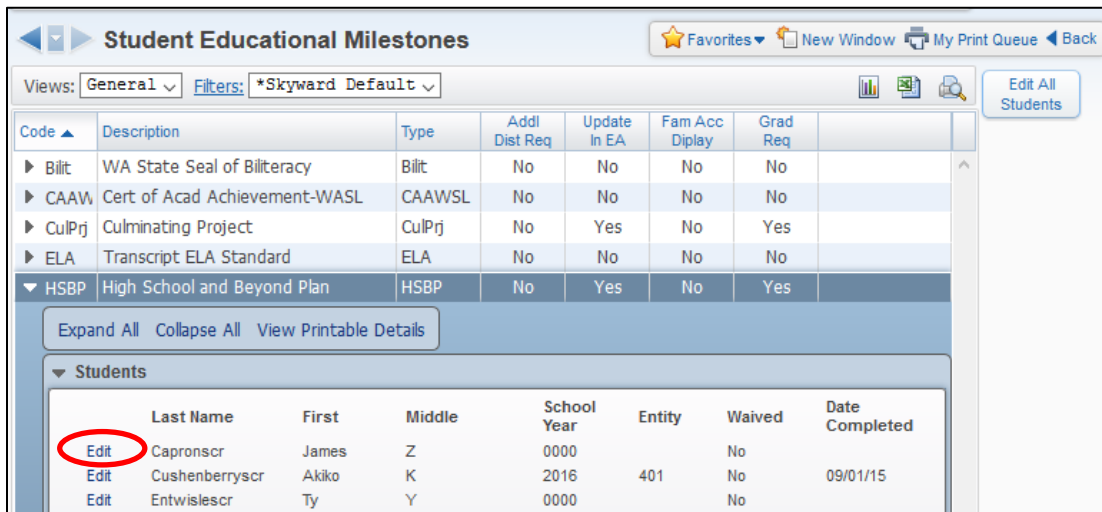 Student Educational Milestones
Favorites New Window My Print Queue Back
Views: General Filters: *Skyward Default
Edit All
Students
Code Description Type Addl Dist Req Update In EA Fam Acc Diplay Grad Req
Bilit WA State Seal of Biliteracy Bilit No No No No
CAAW Cert of Acad Achievement-WASL CAAWSL No No No No
CulPrj Culminating Project CulPrj No Yes No Yes
ELA Transcript ELA Standard ELA No No No No
HSBP High School and Beyond Plan HSBP No Yes No Yes
Expand All Collapse All View Printable Details
Students
Last Name First Middle School Year Entity Waived Date Completed
Edit Capronscr James Z 0000 No
Edit Cushenberryscr Akiko K 2016 401 No 09/01/15
Edit Entwislescr Ty Y 0000 No